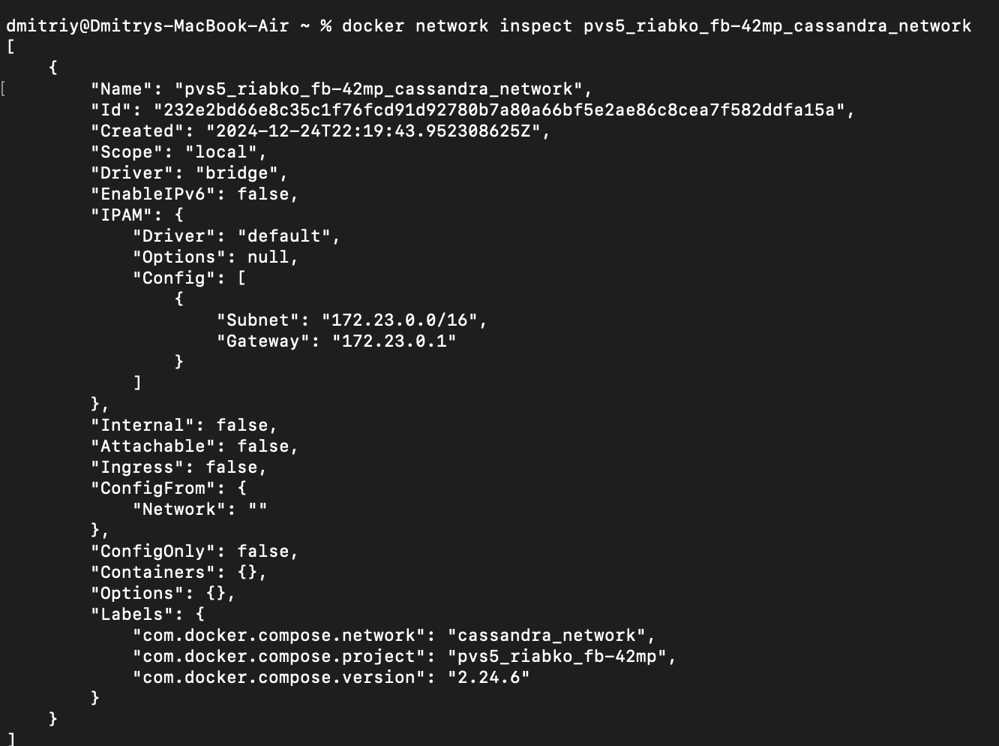 dmitriy@Dmitrys-MacBook-Air ~ % docker network inspect pvs5_riabko_fb-42mp_cassandra_network
[
    {
[
        "Name": "pvs5_riabko_fb-42mp_cassandra_network",
        "Id": "232e2bd66e8c35c1f76fcd91d92780b7a80a66bf5e2ae86c8cea7f582ddfa15a",
        "Created": "2024-12-24T22:19:43.952308625Z",
        "Scope": "local",
        "Driver": "bridge",
        "EnableIPv6": false,
        "IPAM": {
            "Driver": "default",
            "Options": null,
            "Config": [
                {
                    "Subnet": "172.23.0.0/16",
                    "Gateway": "172.23.0.1"
                }
            ]
        },
        "Internal": false,
        "Attachable": false,
        "Ingress": false,
        "ConfigFrom": {
            "Network": ""
        },
        "ConfigOnly": false,
        "Containers": {},
        "Options": {},
        "Labels": {
            "com.docker.compose.network": "cassandra_network",
            "com.docker.compose.project": "pvs5_riabko_fb-42mp",
            "com.docker.compose.version": "2.24.6"
        }
    }
]